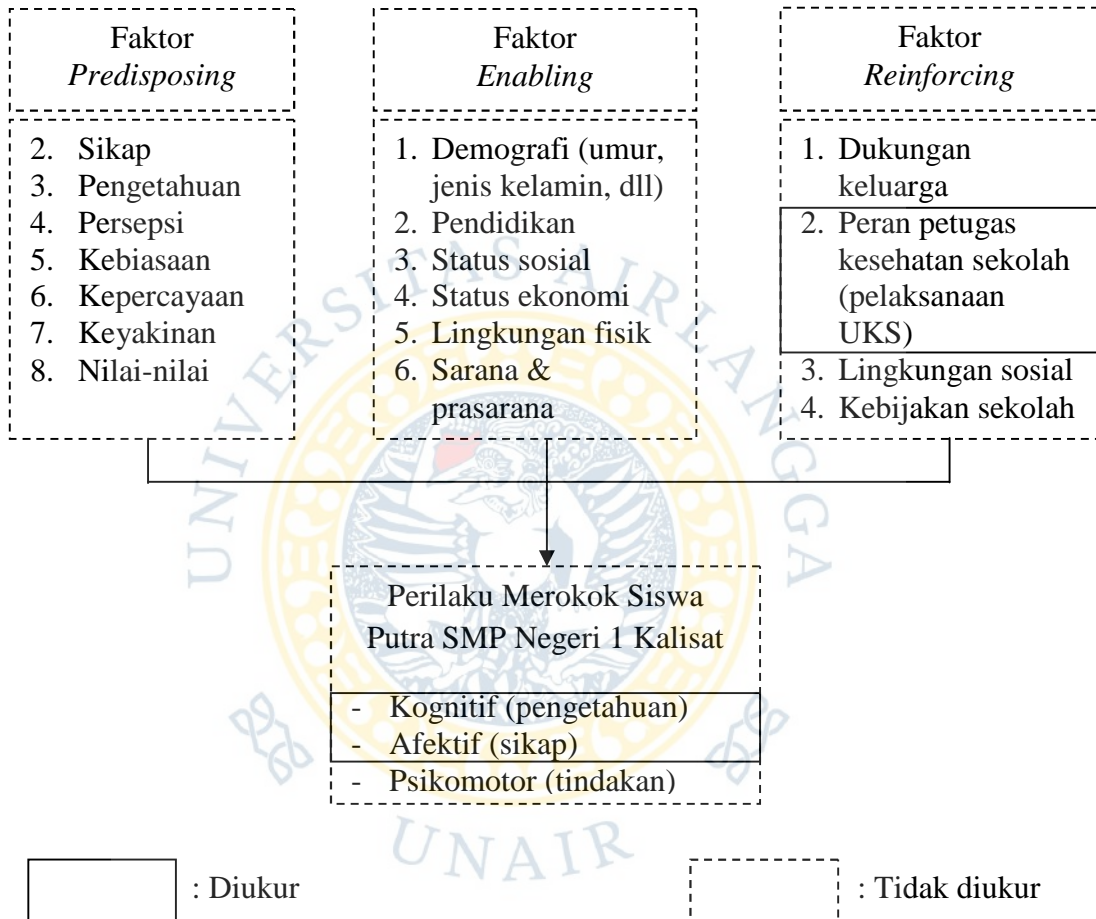 Faktor
Predisposing
2. Sikap
3. Pengetahuan
4. Persepsi
5. Kebiasaan
6. Kepercayaan
7. Keyakinan
8. Nilai-nilai
Faktor
Enabling
1. Demografi (umur,
jenis kelamin, dll)
2. Pendidikan
3. Status sosial
4. Status ekonomi
5. Lingkungan fisik
6. Sarana &
prasarana
Faktor
Reinforcing
1. Dukungan
keluarga
2. Peran petugas
kesehatan sekolah
(pelaksanaan
UKS)
3. Lingkungan sosial
4. Kebijakan sekolah
UNIVERSITAS AIRLANGGA
Perilaku Merokok Siswa
Putra SMP Negeri 1 Kalisat
- Kognitif (pengetahuan)
- Afektif (sikap)
- Psikomotor (tindakan)
UNAIR
: Diukur
: Tidak diukur